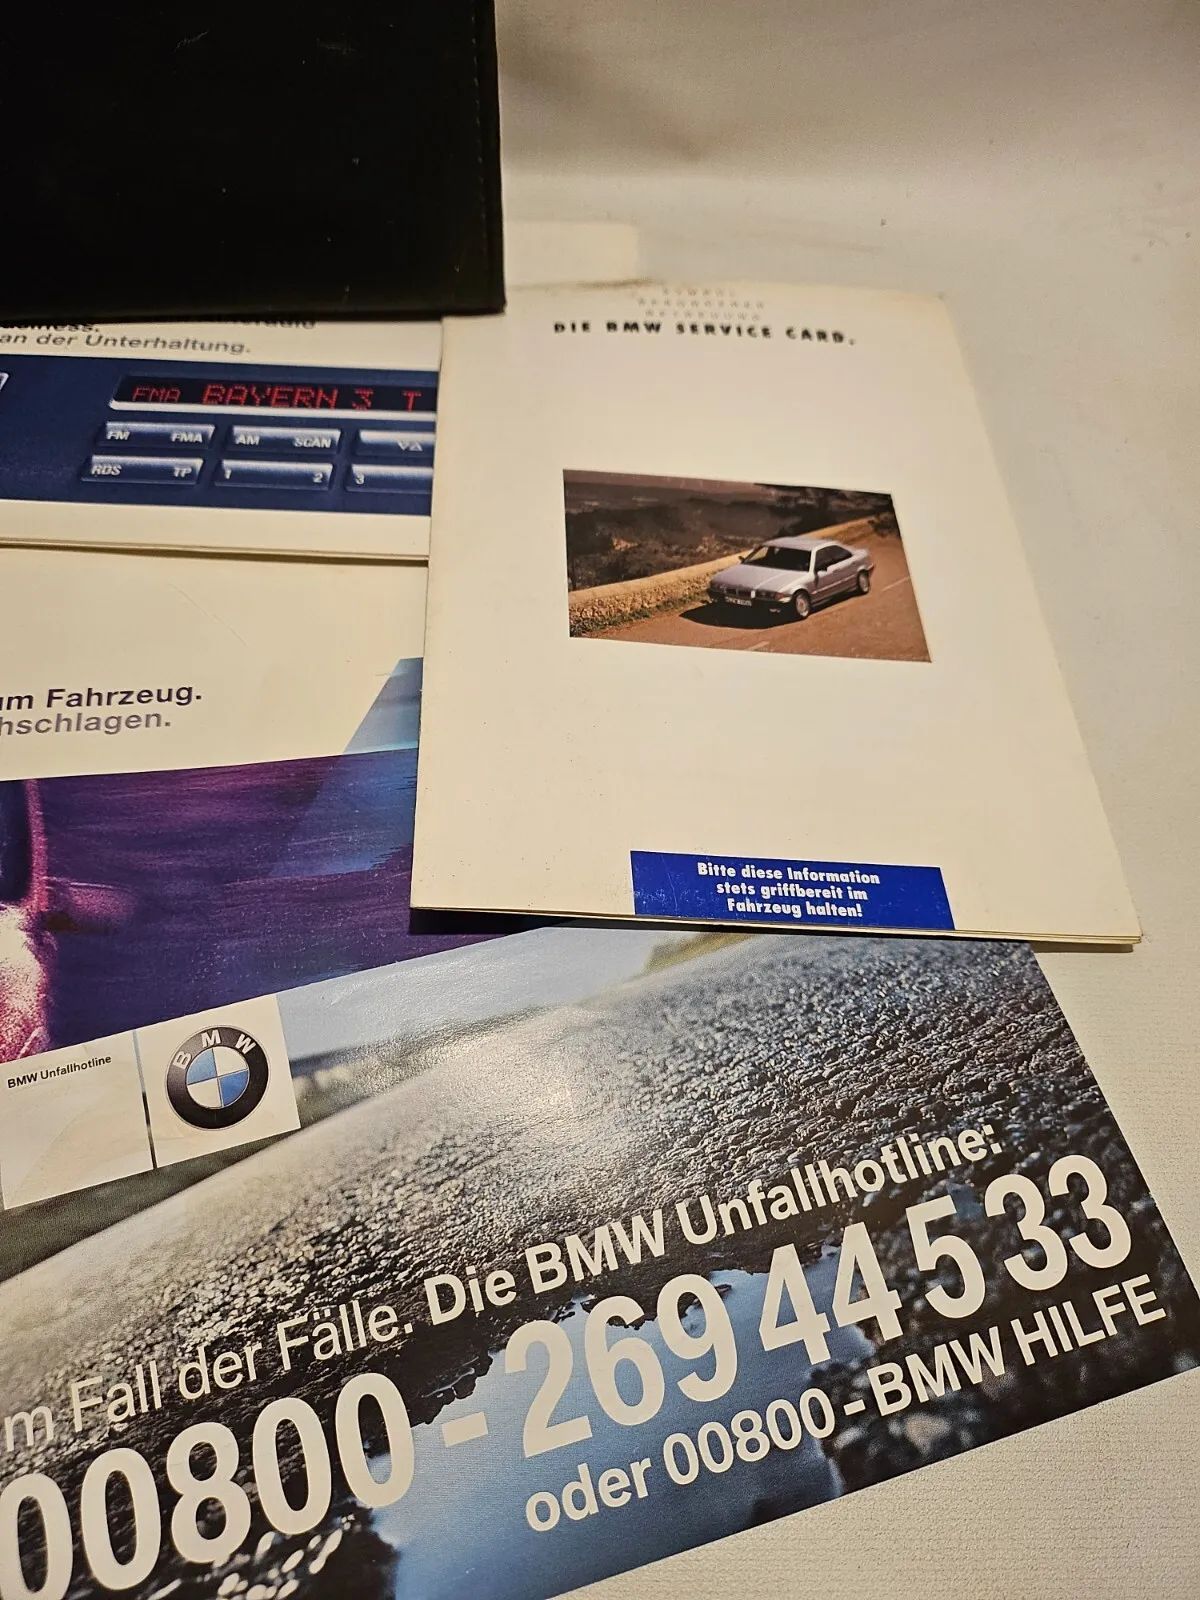 an der Unterhaltung.
FMA BAYERN 3 T
FM FMA AM SCAN
RDS TP 1 2 3
um Fahrzeug.
hschlagen.
DIE BMW SERVICE CARD.
Bitte diese Information
stets griffbereit im
Fahrzeug halten!
BMW Unfallhotline
BMW
m Fall der Fälle. Die BMW Unfallhotline:
00800-269 44 5 33
oder 00800-BMW HILFE